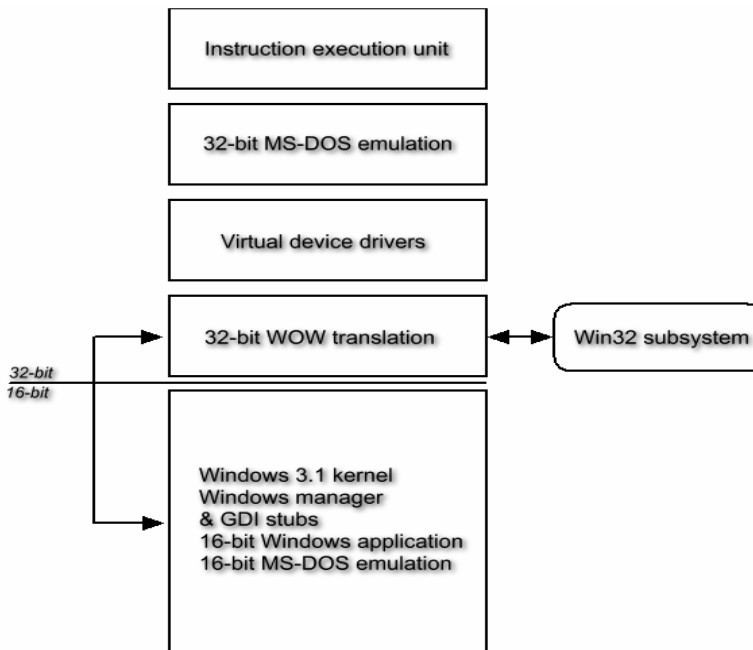 Instruction execution unit
32-bit MS-DOS emulation
Virtual device drivers
32-bit WOW translation
Win32 subsystem
32-bit
16-bit
Windows 3.1 kernel
Windows manager
& GDI stubs
16-bit Windows application
16-bit MS-DOS emulation